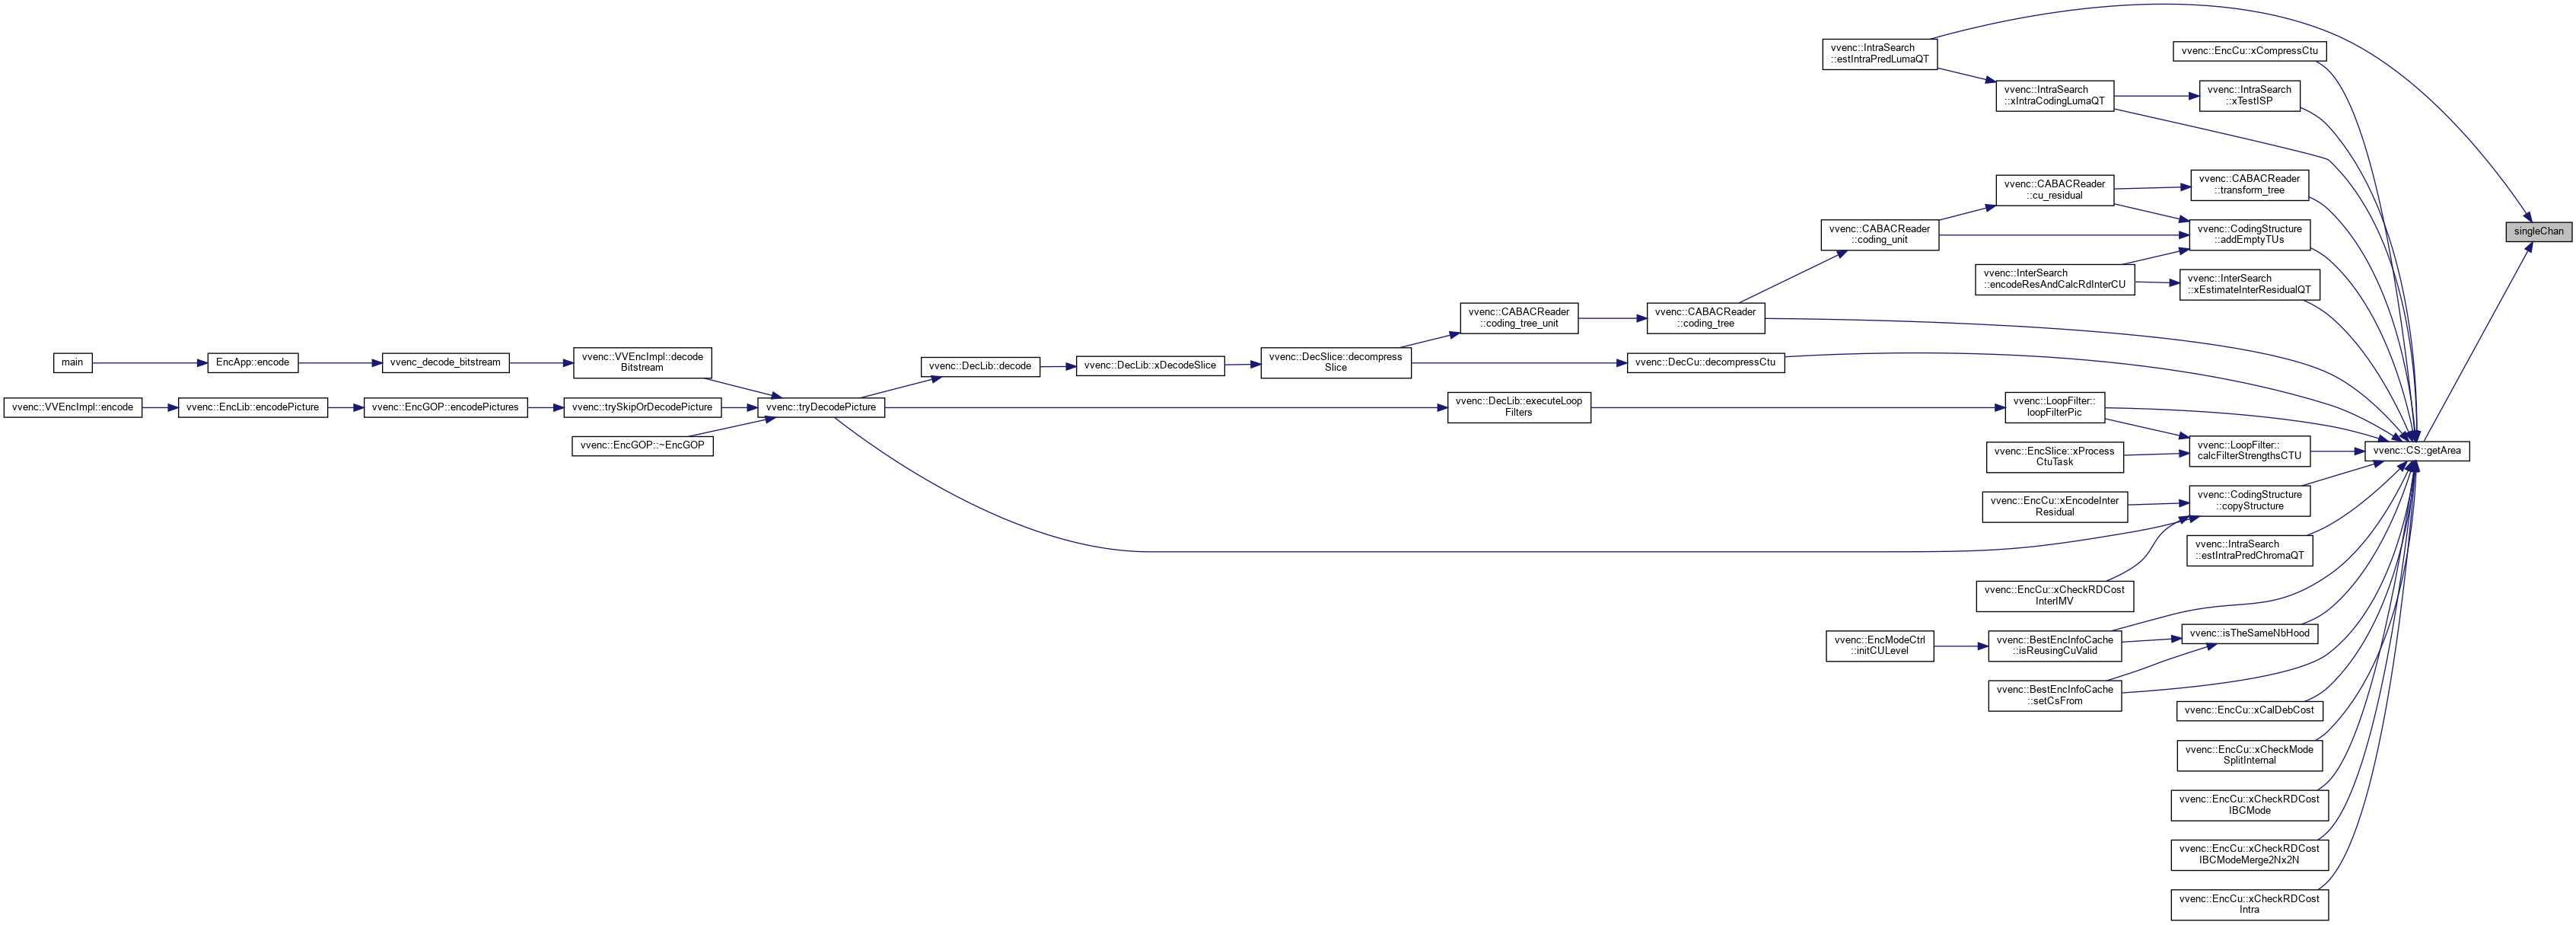 vvenc::IntraSearch
::estIntraPredLumaQT
vvenc::EncCu::xCompressCtu
vvenc::IntraSearch
::xIntraCodingLumaQT
vvenc::IntraSearch
::xTestISP
vvenc::CABACReader
::cu_residual
vvenc::CABACReader
::transform_tree
vvenc::CABACReader
::coding_unit
vvenc::CodingStructure
::addEmptyTUs
singleChan
vvenc::InterSearch
::encodeResAndCalcRdInterCU
vvenc::InterSearch
::xEstimateInterResidualQT
vvenc::CABACReader
::coding_tree_unit
vvenc::CABACReader
::coding_tree
main
EncApp::encode
vvenc_decode_bitstream
vvenc::VVEncImpl::decode
Bitstream
vvenc::DecLib::decode
vvenc::DecLib::xDecodeSlice
vvenc::DecSlice::decompress
Slice
vvenc::DecCu::decompressCtu
vvenc::VVEncImpl::encode
vvenc::EncLib::encodePicture
vvenc::EncGOP::encodePictures
vvenc::trySkipOrDecodePicture
vvenc::tryDecodePicture
vvenc::DecLib::executeLoop
Filters
vvenc::LoopFilter::
loopFilterPic
vvenc::EncGOP::~EncGOP
vvenc::EncSlice::xProcess
CtuTask
vvenc::LoopFilter::
calcFilterStrengthsCTU
vvenc::CS::getArea
vvenc::EncCu::xEncodeInter
Residual
vvenc::CodingStructure
::copyStructure
vvenc::IntraSearch
::estIntraPredChromaQT
vvenc::EncCu::xCheckRDCost
InterIMV
vvenc::EncModeCtrl
::initCULevel
vvenc::BestEncInfoCache
::isReusingCuValid
vvenc::isTheSameNbHood
vvenc::BestEncInfoCache
::setCsFrom
vvenc::EncCu::xCalDebCost
vvenc::EncCu::xCheckMode
SplitInternal
vvenc::EncCu::xCheckRDCost
IBCMode
vvenc::EncCu::xCheckRDCost
IBCModeMerge2Nx2N
vvenc::EncCu::xCheckRDCost
Intra